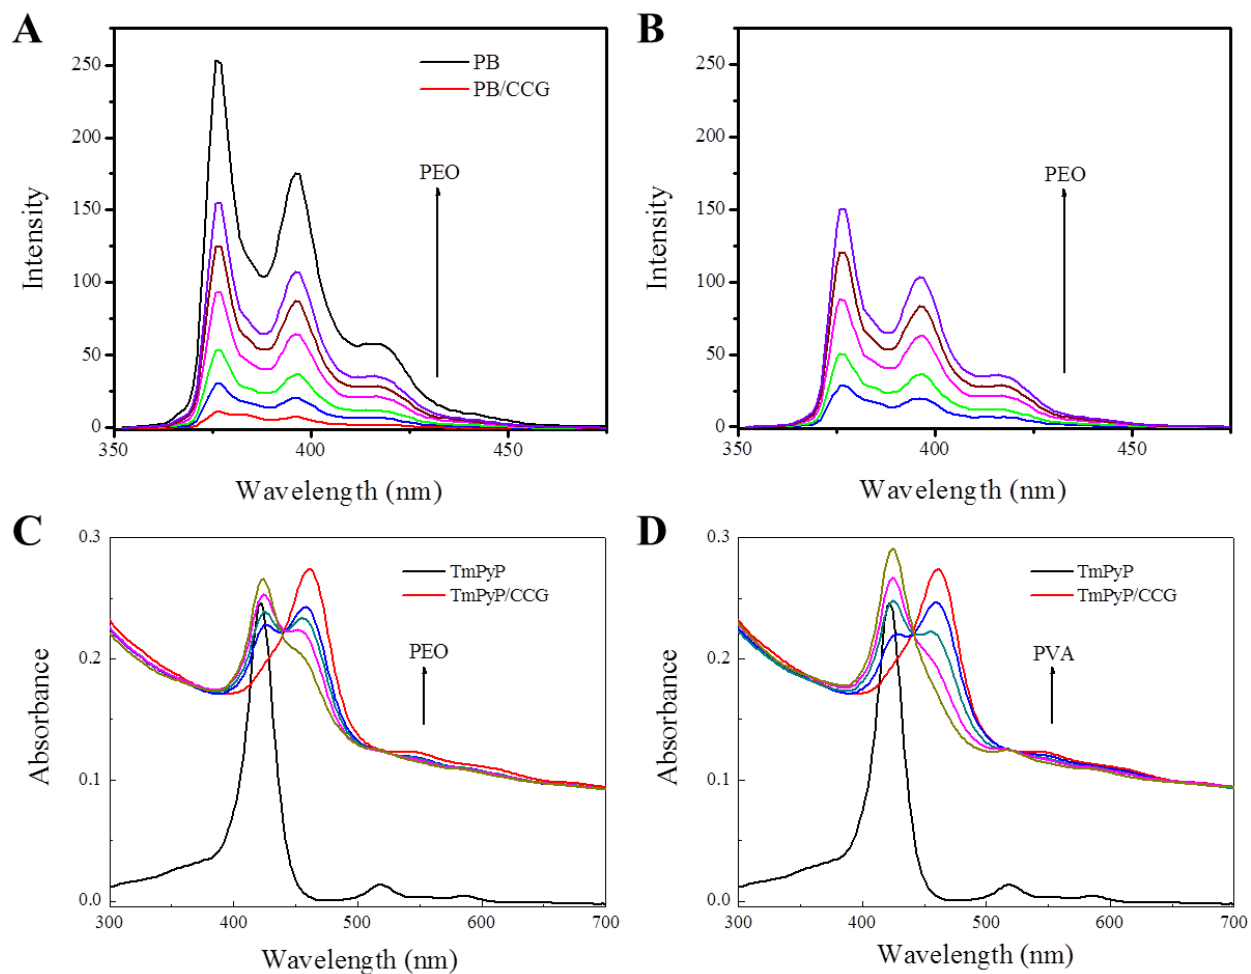 A
250
200
150
100
50
0
350
400
450
Intensity
Wavelength (nm)
PB
PB/CCG
PEO
B
250
200
150
100
50
0
350
400
450
Intensity
Wavelength (nm)
PEO
C
0.3
0.2
0.1
0.0
300
400
500
600
700
Absorbance
Wavelength (nm)
TmPyP
TmPyP/CCG
PEO
D
0.3
0.2
0.1
0.0
300
400
500
600
700
Absorbance
Wavelength (nm)
TmPyP
TmPyP/CCG
PVA